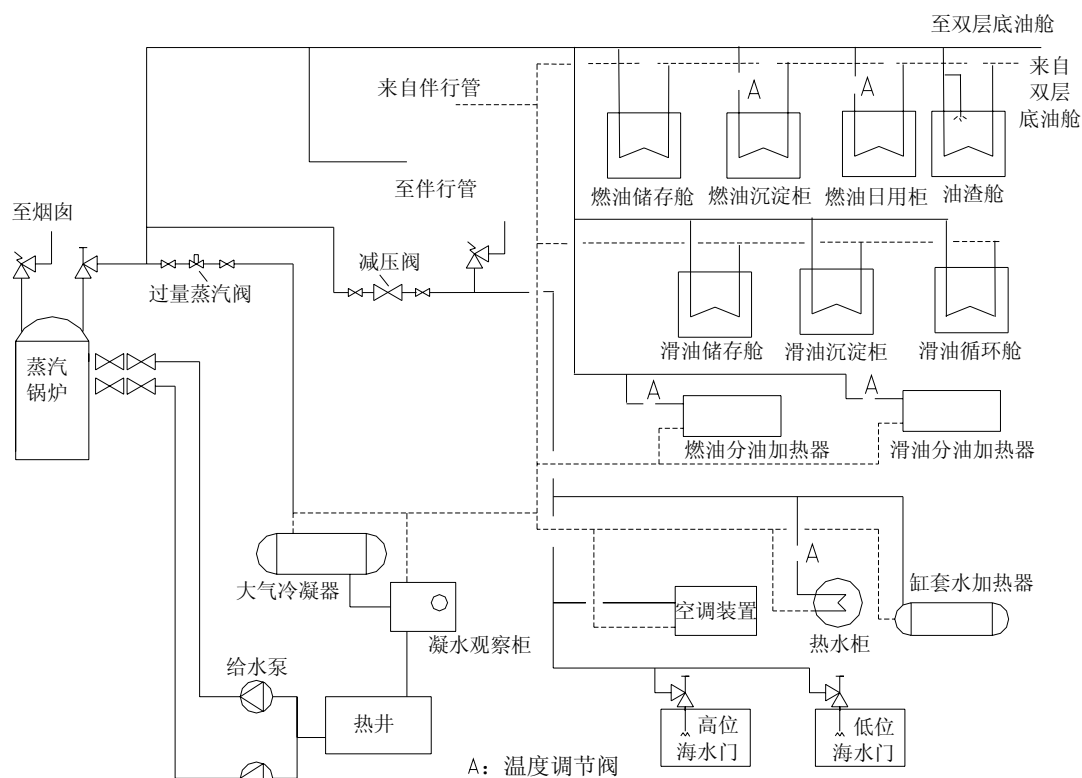 至双层底油舱
来自
双层
底油舱
来自伴行管
A
A
燃油储存舱
燃油沉淀柜
燃油日用柜
油渣舱
至伴行管
至烟囱
减压阀
过量蒸汽阀
蒸汽
锅炉
滑油储存舱
滑油沉淀柜
滑油循环舱
A
A
燃油分油加热器
滑油分油加热器
A
大气冷凝器
缸套水加热器
空调装置
凝水观察柜
热水柜
给水泵
热井
高位
海水门
低位
海水门
A：温度调节阀